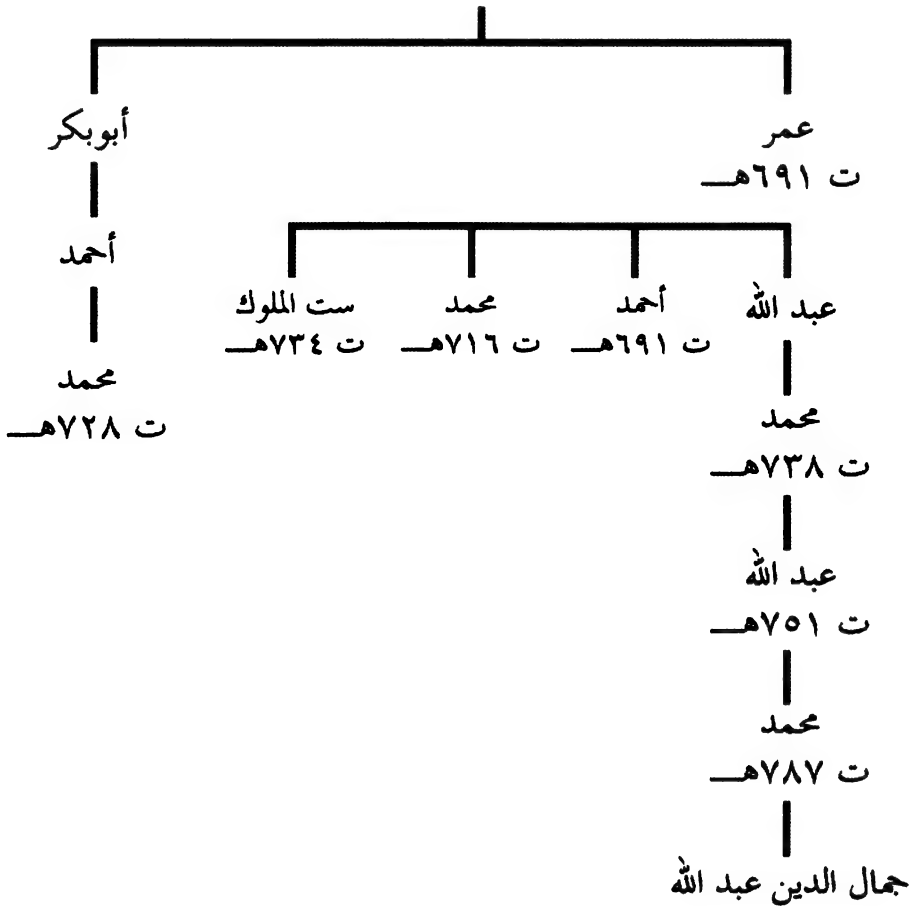 عمر
ت ٦٩١هـ
أبوبكر
عبد الله
أحمد
ت ٦٩١هـ
محمد
ت ٧١٦هـ
ست الملوك
ت ٧٣٤هـ
أحمد
محمد
ت ٧٣٨هـ
محمد
ت ٧٢٨هـ
عبد الله
ت ٧٥١هـ
محمد
ت ٧٨٧هـ
جمال الدين عبد الله